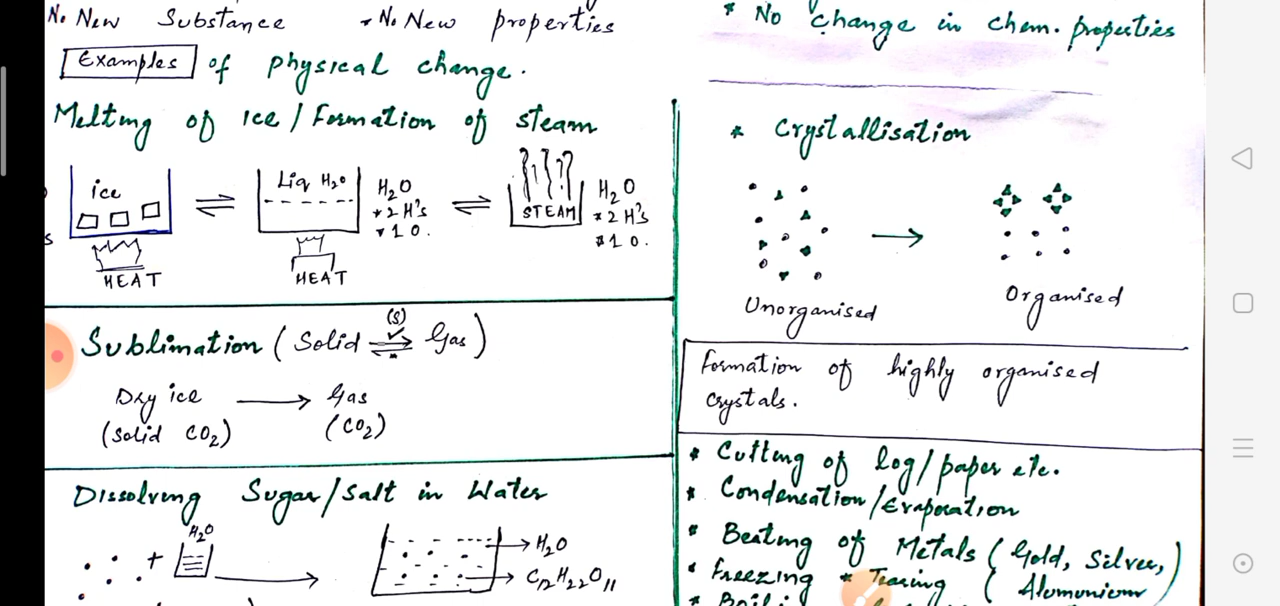 No New Substance * No New properties
Examples of physical change.
Melting of ice / Formation of steam
ice
HEAT
Liq H₂O
HEAT
H₂O
* 2 H's
* 1 O.
STEAM
H₂O
* 2 H's
* 1 O.
s
Sublimation ( Solid ⇌ Gas )
(S)
Dry ice → Gas
(Solid CO₂) (CO₂)
Dissolving Sugar/Salt in Water
+ H₂O
→ H₂O
→ C₁₂H₂₂O₁₁
* No change in chem. properties
* Crystallisation
Unorganised
Organised
Formation of highly organised
crystals.
* Cutting of log/paper etc.
* Condensation/Evaporation
* Beating of Metals ( Gold, Silver, )
* Freezing * Tearing ( Alumunium